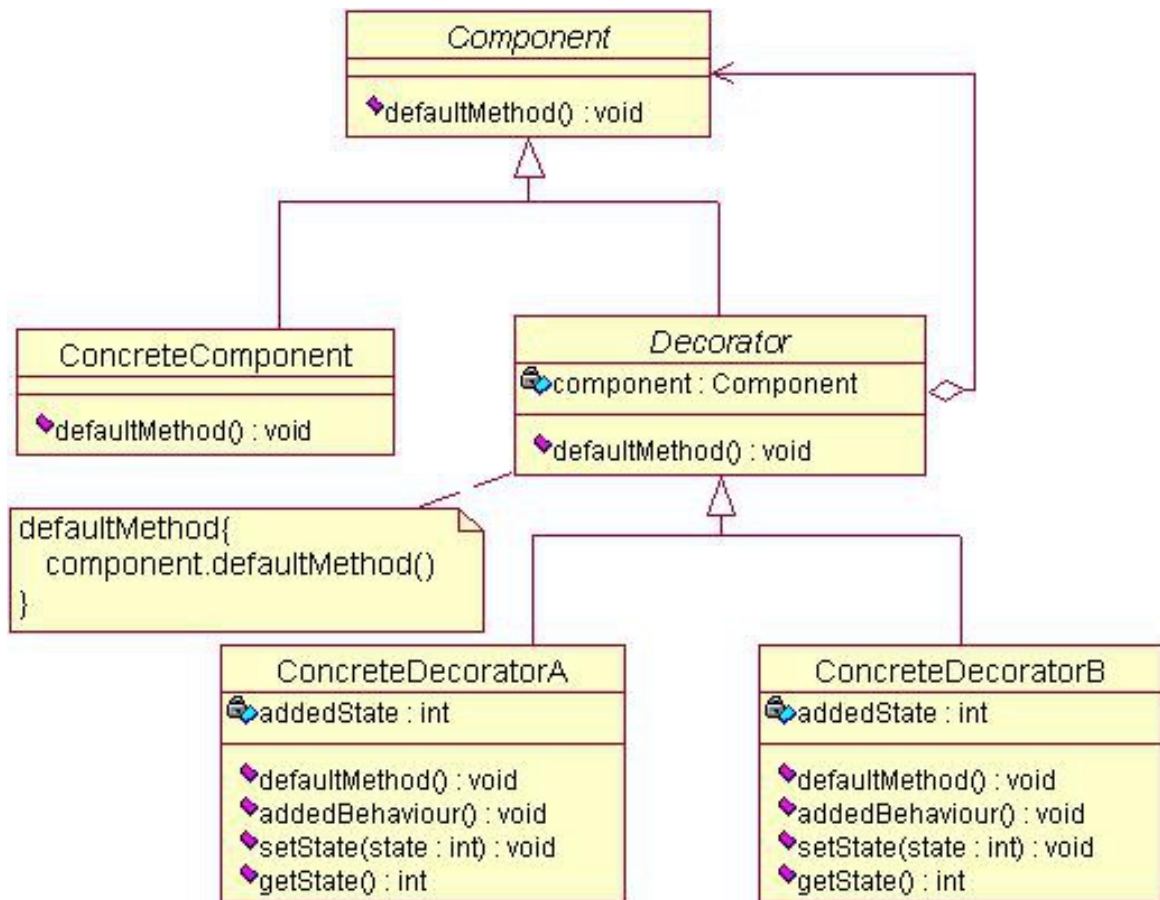 Component
defaultMethod() : void
ConcreteComponent
defaultMethod() : void
Decorator
component : Component
defaultMethod() : void
defaultMethod{
component.defaultMethod()
}
ConcreteDecoratorA
addedState : int
defaultMethod() : void
addedBehaviour() : void
setState(state : int) : void
getState() : int
ConcreteDecoratorB
addedState : int
defaultMethod() : void
addedBehaviour() : void
setState(state : int) : void
getState() : int